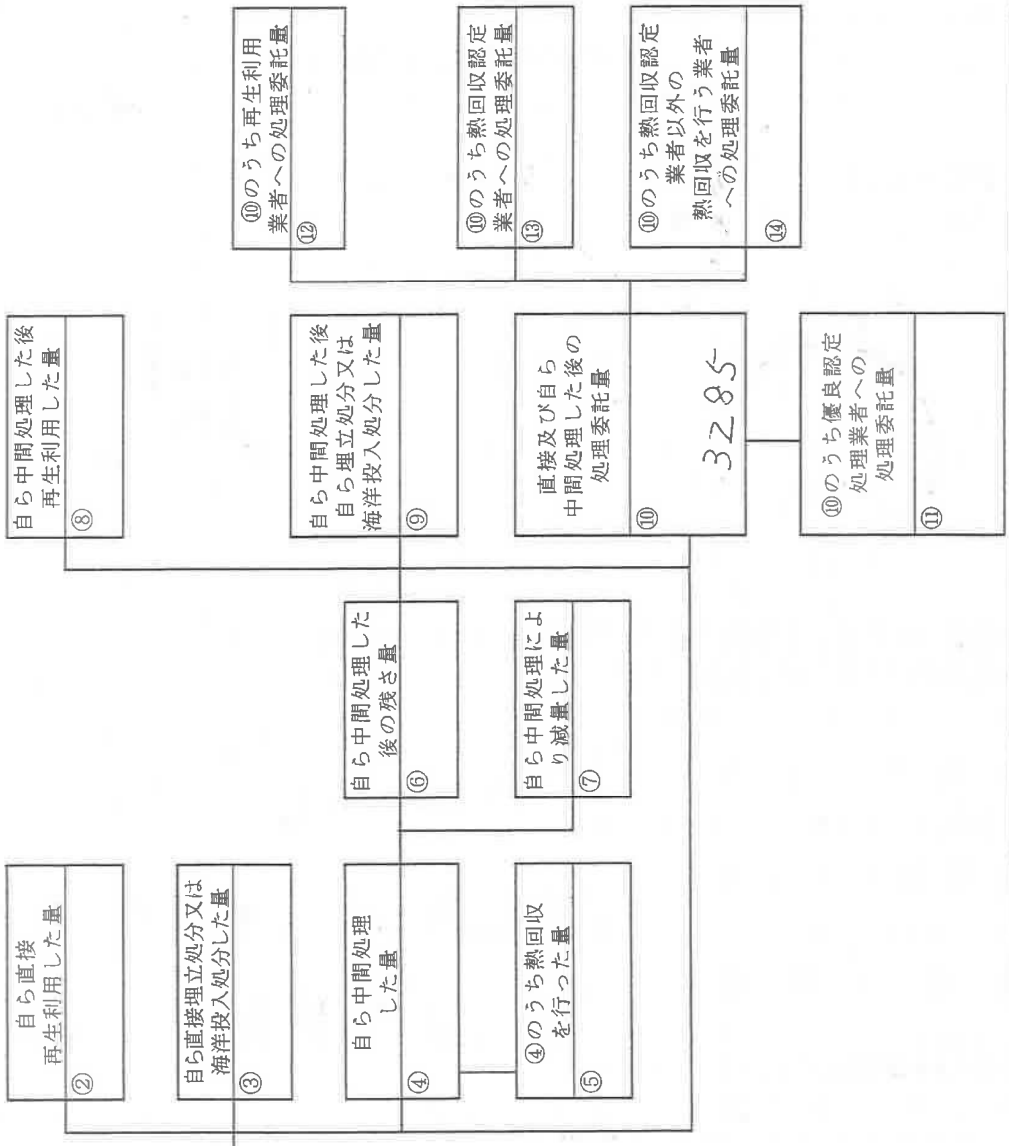 自ら直接
再生利用した量
②
自ら直接埋立処分又は
海洋投入処分した量
③
自ら中間処理
した量
④
④のうち熱回収
を行った量
⑤
自ら中間処理した
後の残さ量
⑥
自ら中間処理によ
り減量した量
⑦
自ら中間処理した後
再生利用した量
⑧
自ら中間処理した後
自ら埋立処分又は
海洋投入処分した量
⑨
直接及び自ら
中間処理した後の
処理委託量
⑩
3285
⑩のうち優良認定
処理業者への
処理委託量
⑪
⑩のうち再生利用
業者への処理委託量
⑫
⑩のうち熱回収認定
業者への処理委託量
⑬
⑩のうち熱回収認定
業者以外の
熱回収を行う業者
への処理委託量
⑭